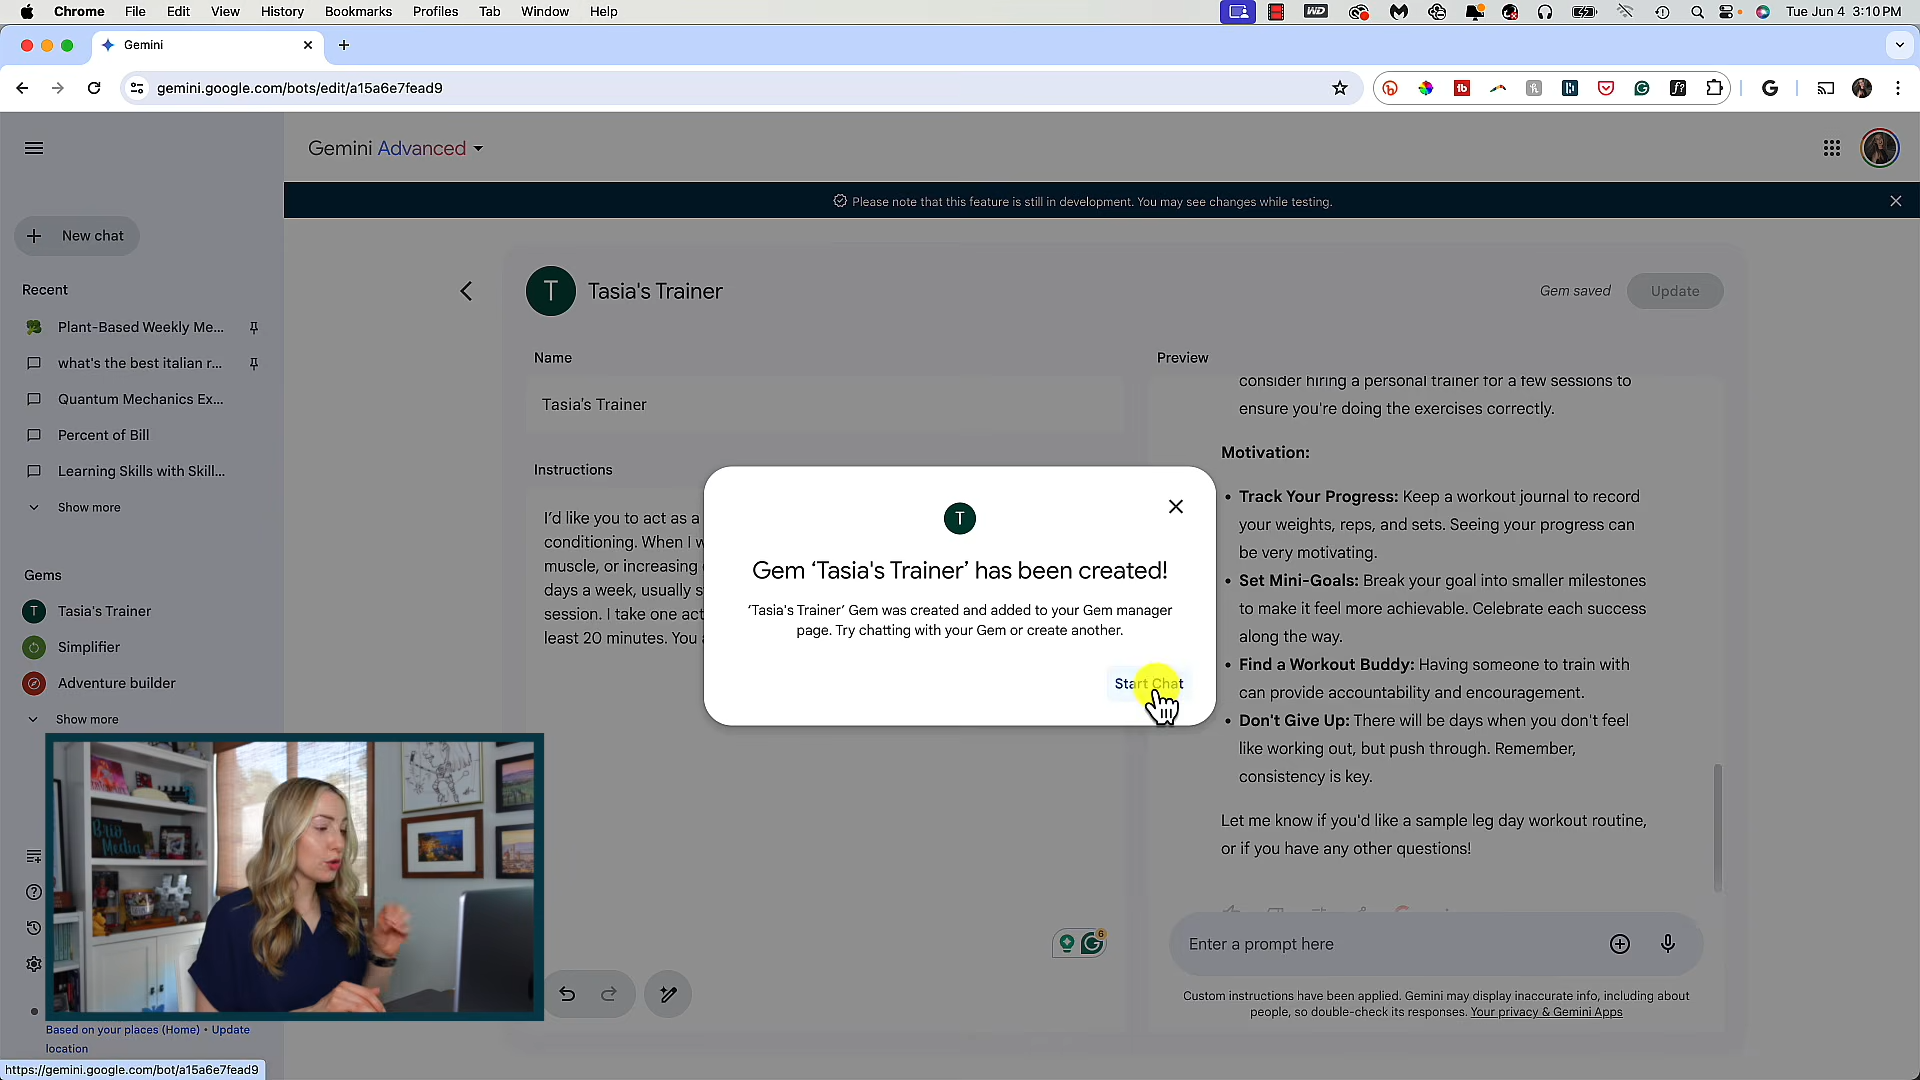 Chrome File Edit View History Bookmarks Profiles Tab Window Help
WD
Tue Jun 4 3:10 PM
Gemini
gemini.google.com/bots/edit/a15a6e7fead9
Gemini Advanced
Please note that this feature is still in development. You may see changes while testing.
New chat
Recent
Plant-Based Weekly Me...
what's the best italian r...
Quantum Mechanics Ex...
Percent of Bill
Learning Skills with Skill...
Show more
Gems
T Tasia's Trainer
Simplifier
Adventure builder
Show more
Based on your places (Home) • Update
location
https://gemini.google.com/bot/a15a6e7fead9
T Tasia's Trainer
Gem saved
Update
Name
Tasia's Trainer
Instructions
I'd like you to act as a
conditioning. When I w
muscle, or increasing
days a week, usually s
session. I take one act
least 20 minutes. You
T
Gem ‘Tasia's Trainer’ has been created!
‘Tasia's Trainer’ Gem was created and added to your Gem manager
page. Try chatting with your Gem or create another.
Start Chat
Preview
consider hiring a personal trainer for a few sessions to
ensure you're doing the exercises correctly.
Motivation:
• Track Your Progress: Keep a workout journal to record
your weights, reps, and sets. Seeing your progress can
be very motivating.
• Set Mini-Goals: Break your goal into smaller milestones
to make it feel more achievable. Celebrate each success
along the way.
• Find a Workout Buddy: Having someone to train with
can provide accountability and encouragement.
• Don't Give Up: There will be days when you don't feel
like working out, but push through. Remember,
consistency is key.
Let me know if you'd like a sample leg day workout routine,
or if you have any other questions!
6
Enter a prompt here
Custom instructions have been applied. Gemini may display inaccurate info, including about
people, so double-check its responses. Your privacy & Gemini Apps
Brio
Media